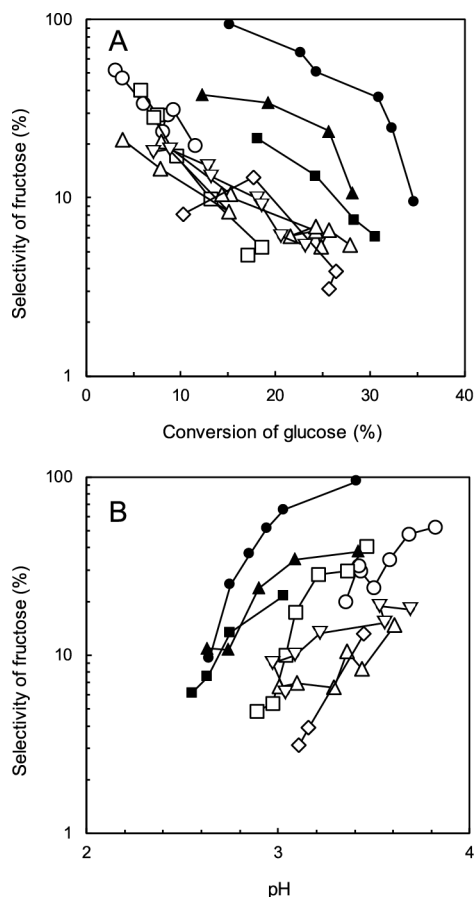 A
100
10
1
Selectivity of fructose (%)
0
10
20
30
40
Conversion of glucose (%)
B
100
10
1
Selectivity of fructose (%)
2
3
4
pH